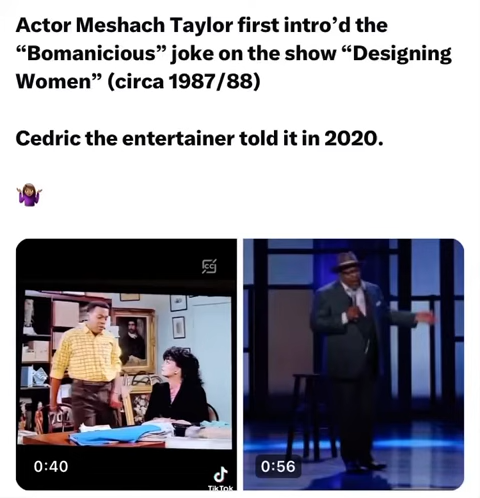 Actor Meshach Taylor first intro’d the
“Bomanicious” joke on the show “Designing
Women” (circa 1987/88)
Cedric the entertainer told it in 2020.
0:40
TikTok
0:56